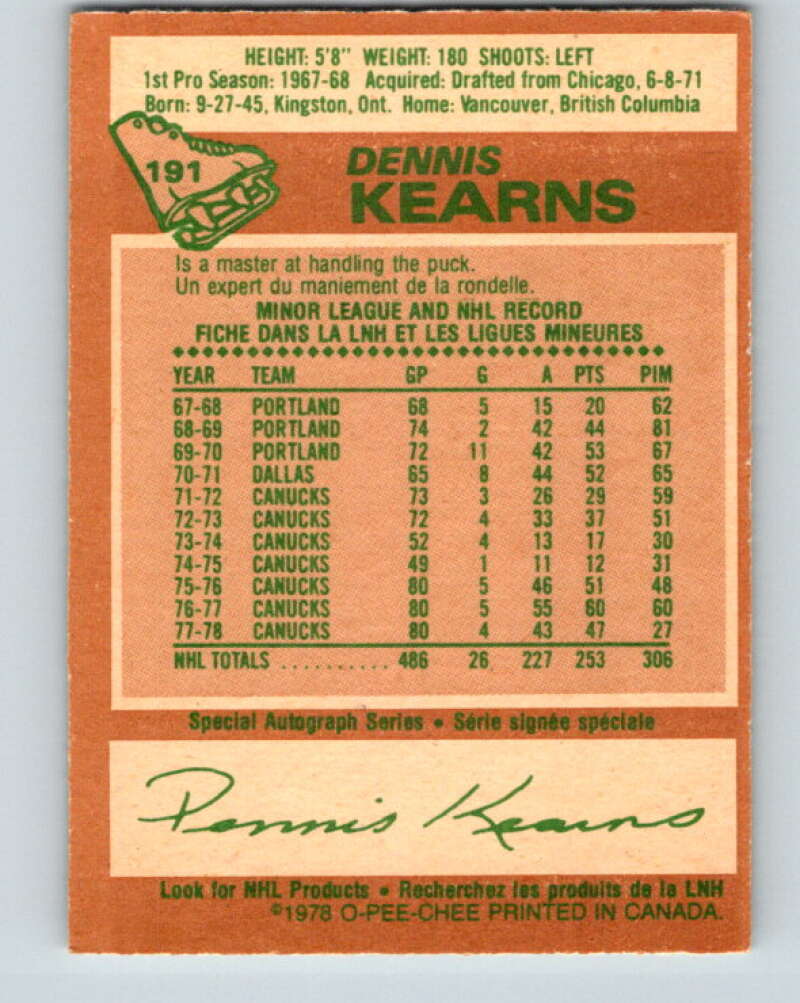 HEIGHT: 5'8" WEIGHT: 180 SHOOTS: LEFT
1st Pro Season: 1967-68 Acquired: Drafted from Chicago, 6-8-71
Born: 9-27-45, Kingston, Ont. Home: Vancouver, British Columbia
191
DENNIS
KEARNS
Is a master at handling the puck.
Un expert du maniement de la rondelle.
MINOR LEAGUE AND NHL RECORD
FICHE DANS LA LNH ET LES LIGUES MINEURES
YEAR TEAM GP G A PTS PIM
67-68 PORTLAND 68 5 15 20 62
68-69 PORTLAND 74 2 42 44 81
69-70 PORTLAND 72 11 42 53 67
70-71 DALLAS 65 8 44 52 65
71-72 CANUCKS 73 3 26 29 59
72-73 CANUCKS 72 4 33 37 51
73-74 CANUCKS 52 4 13 17 30
74-75 CANUCKS 49 1 11 12 31
75-76 CANUCKS 80 5 46 51 48
76-77 CANUCKS 80 5 55 60 60
77-78 CANUCKS 80 4 43 47 27
NHL TOTALS .......... 486 26 227 253 306
Special Autograph Series • Série signée spéciale
Dennis Kearns
Look for NHL Products • Recherchez les produits de la LNH
©1978 O-PEE-CHEE PRINTED IN CANADA.